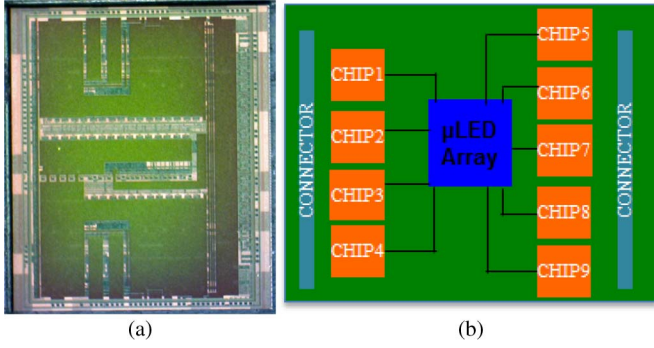 CONNECTOR
CHIP1
CHIP2
CHIP3
CHIP4
μLED
Array
CHIP5
CHIP6
CHIP7
CHIP8
CHIP9
CONNECTOR
(a)
(b)